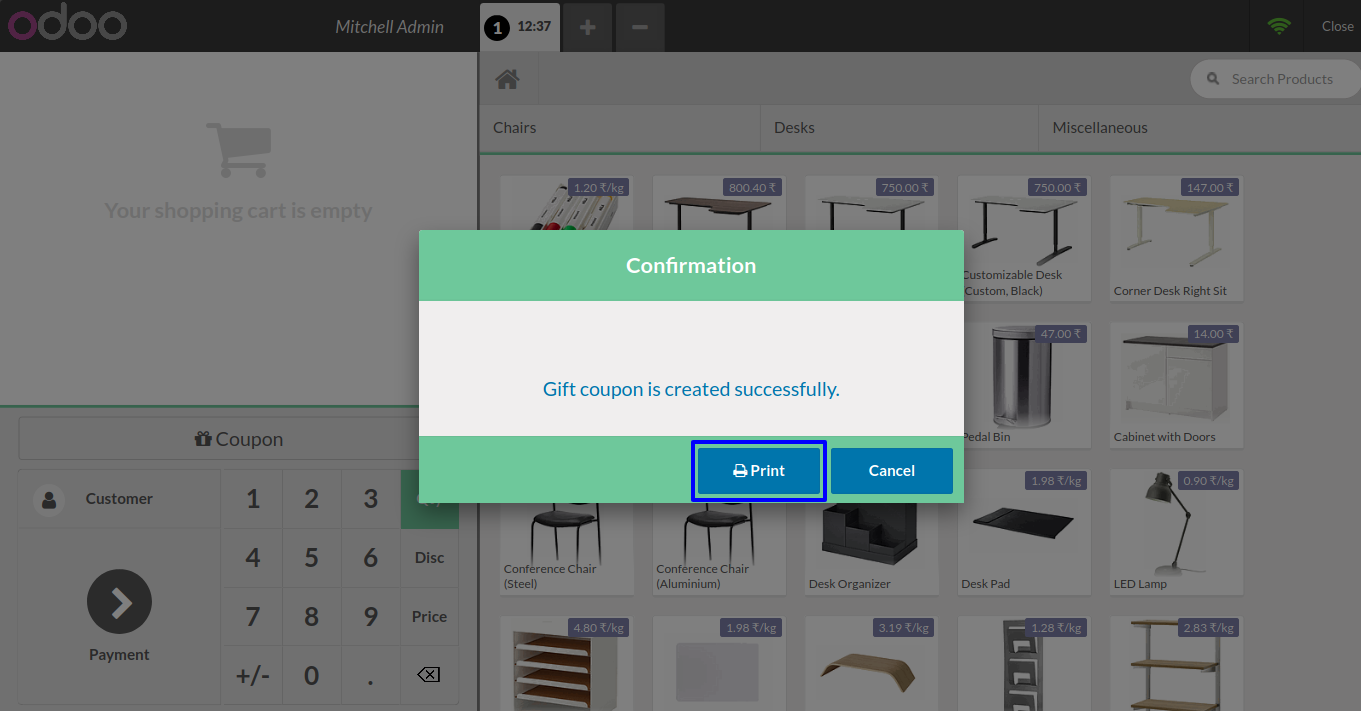 odoo
Mitchell Admin
1 12:37
Close
Search Products
Chairs
Desks
Miscellaneous
Your shopping cart is empty
1.20 ₹/kg
800.40 ₹
750.00 ₹
750.00 ₹
147.00 ₹
Customizable Desk
(Custom, Black)
Corner Desk Right Sit
Confirmation
Gift coupon is created successfully.
Print
Cancel
47.00 ₹
14.00 ₹
Pedal Bin
Cabinet with Doors
Coupon
Customer
Payment
1 2 3
4 5 6 Disc
7 8 9 Price
+/- 0 .
1.98 ₹/kg
0.90 ₹/kg
Conference Chair
(Steel)
Conference Chair
(Aluminium)
Desk Organizer
Desk Pad
LED Lamp
4.80 ₹/kg
1.98 ₹/kg
3.19 ₹/kg
1.28 ₹/kg
2.83 ₹/kg